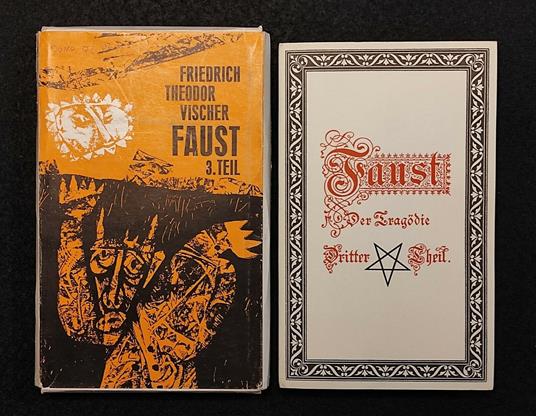 FRIEDRICH
THEODOR
VISCHER
FAUST
3. TEIL
Faust.
Der Tragödie
Dritter Theil.